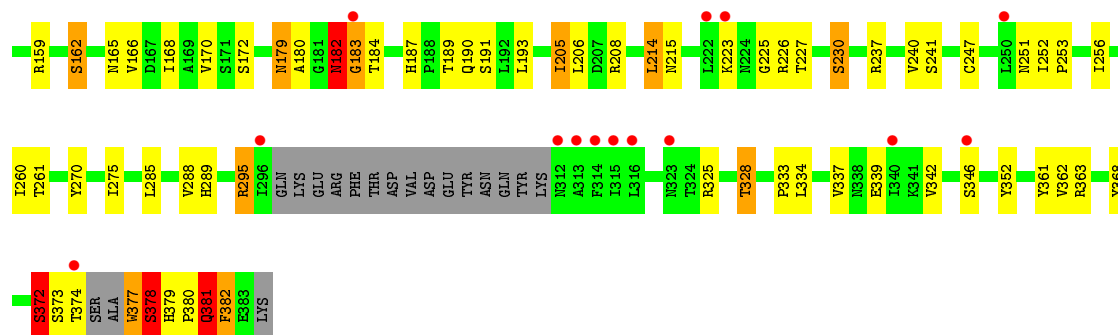 R159 S162 N165 V166 D167 I168 A169 V170 S171 S172 N179 A180 G181 N182 G183 T184 H187 P188 T189 Q190 S191 L192 L193 I205 L206 D207 R208 L214 N215 L222 K223 N224 G225 R226 T227 S230 R237 V240 S241 C247 L250 N251 I252 P253 I256
I260 T261 Y270 I275 L285 V288 H289 R295 L296 GLN LYS GLU ARG PHE THR ASP VAL ASP GLU TYR ASN GLN TYR LYS N312 A313 F314 I315 L316 N323 T324 R325 T328 P333 L334 V337 N338 E339 I340 K341 V342 S346 Y352 Y361 V362 R363
S372 S373 T374 SER ALA W377 S378 H379 P380 Q381 F382 E383 LYS